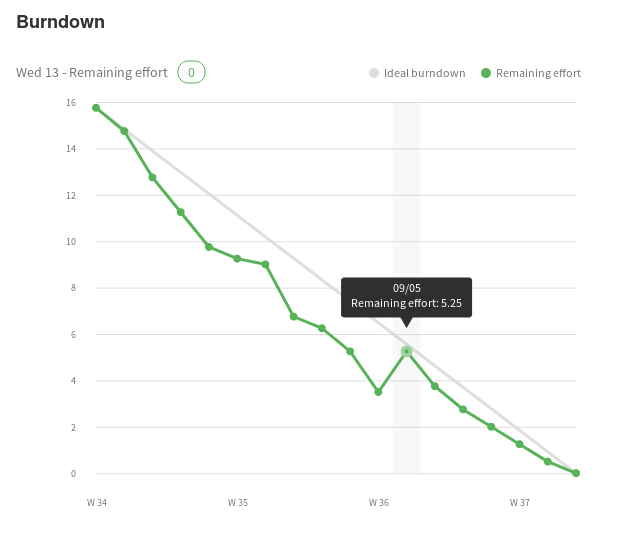 Burndown
Wed 13 - Remaining effort 0
Ideal burndown Remaining effort
16
14
12
10
8
6
4
2
0
09/05
Remaining effort: 5.25
W 34 W 35 W 36 W 37